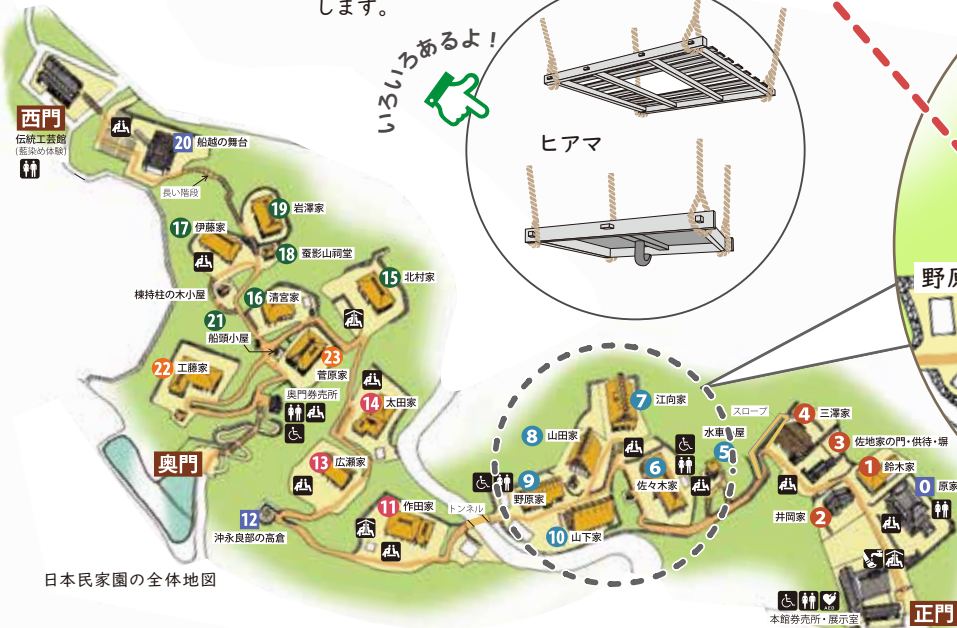 します。
いろいろあるよ！
ヒアマ
西門
伝統工芸館
(藍染め体験)
20 船越の舞台
長い階段
19 岩澤家
17 伊藤家
18 蚕影山祠堂
15 北村家
棟持柱の木小屋
16 清宮家
21
船頭小屋
23
菅原家
22 工藤家
奥門券売所
14 太田家
奥門
13 広瀬家
12
沖永良部の高倉
11 作田家
トンネル
日本民家園の全体地図
7 江向家
8 山田家
9
野原家
10 山下家
6
佐々木家
水車 屋
5
スロープ
4 三澤家
3 佐地家の門・供待・塀
1 鈴木家
0 原家
井岡家 2
AED
本館券売所・展示室
正門
野原